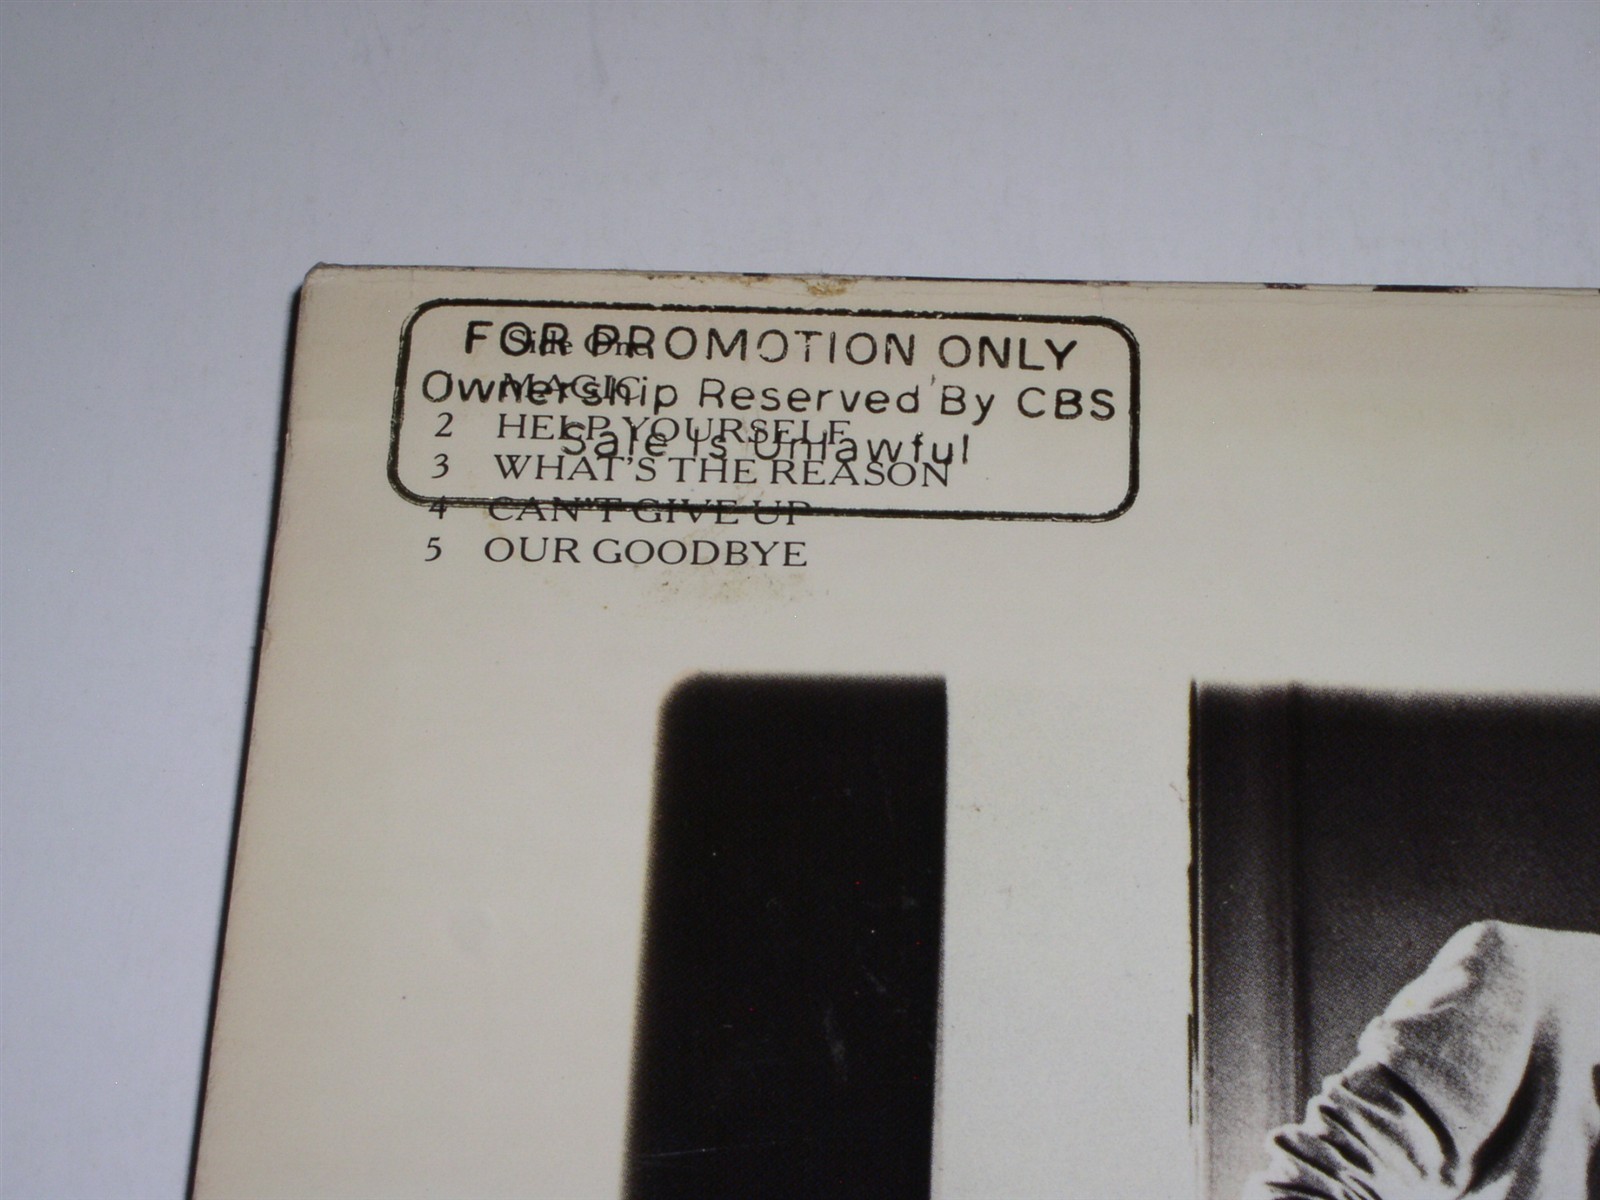 FOR PROMOTION ONLY
Ownership Reserved By CBS
Sale is Unlawful
Side One
1 MAGIC
2 HELP YOURSELF
3 WHAT'S THE REASON
4 CAN'T GIVE UP
5 OUR GOODBYE